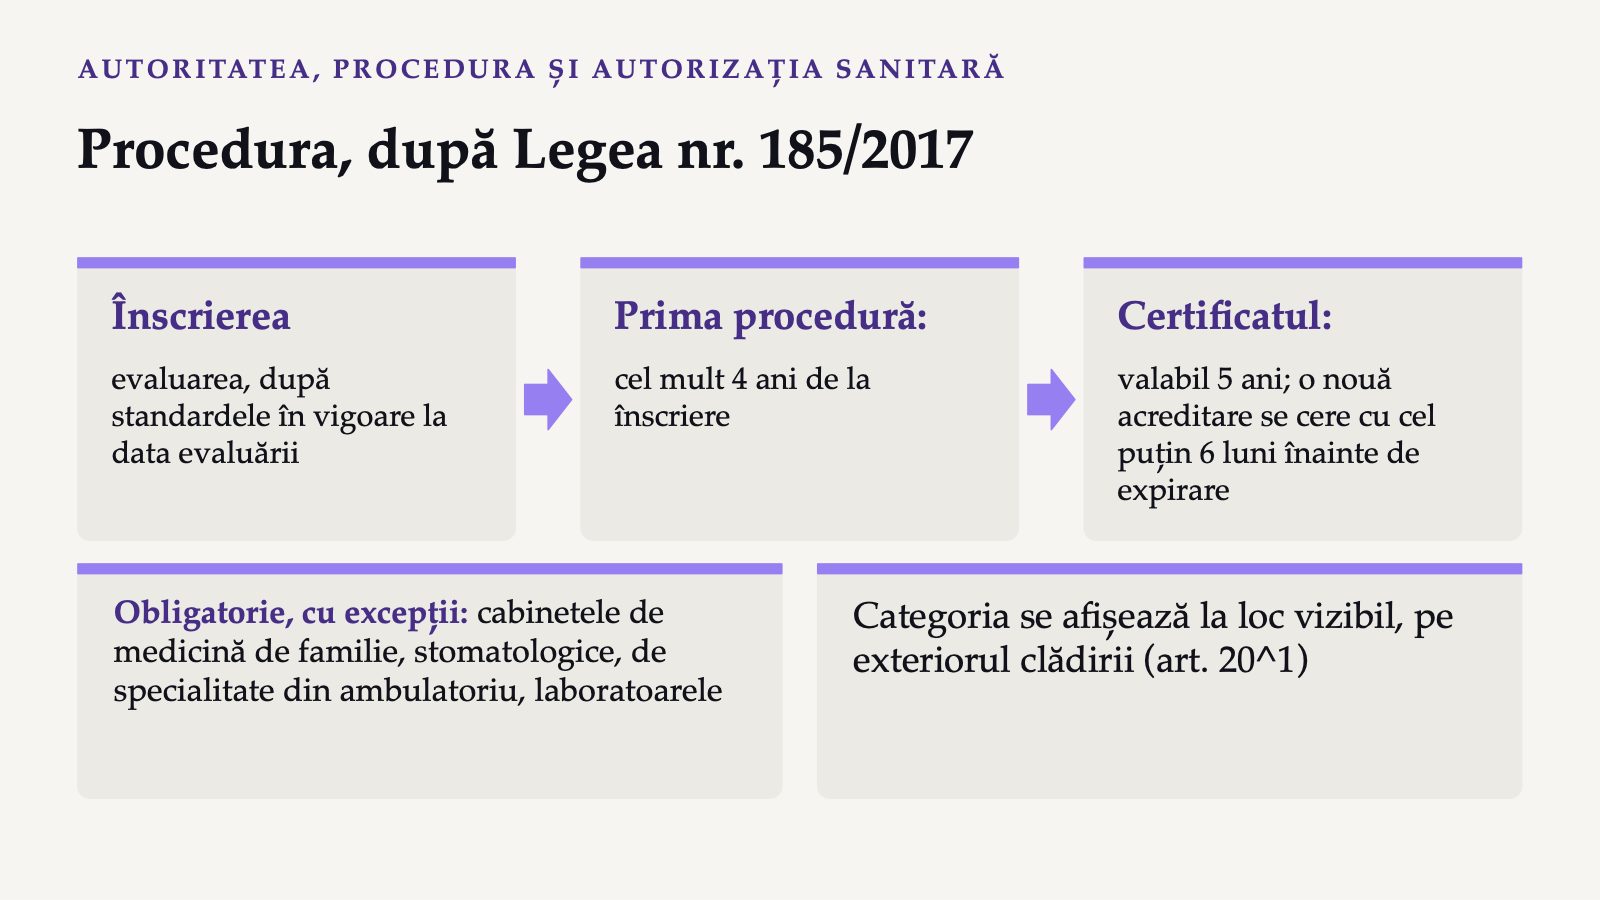 AUTORITATEA, PROCEDURA ȘI AUTORIZAȚIA SANITARĂ
Procedura, după Legea nr. 185/2017
Înscrierea
evaluarea, după
standardele în vigoare la
data evaluării
Prima procedură:
cel mult 4 ani de la
înscriere
Certificatul:
valabil 5 ani; o nouă
acreditare se cere cu cel
puțin 6 luni înainte de
expirare
Obligatorie, cu excepții: cabinetele de
medicină de familie, stomatologice, de
specialitate din ambulatoriu, laboratoarele
Categoria se afișează la loc vizibil, pe
exteriorul clădirii (art. 20^1)